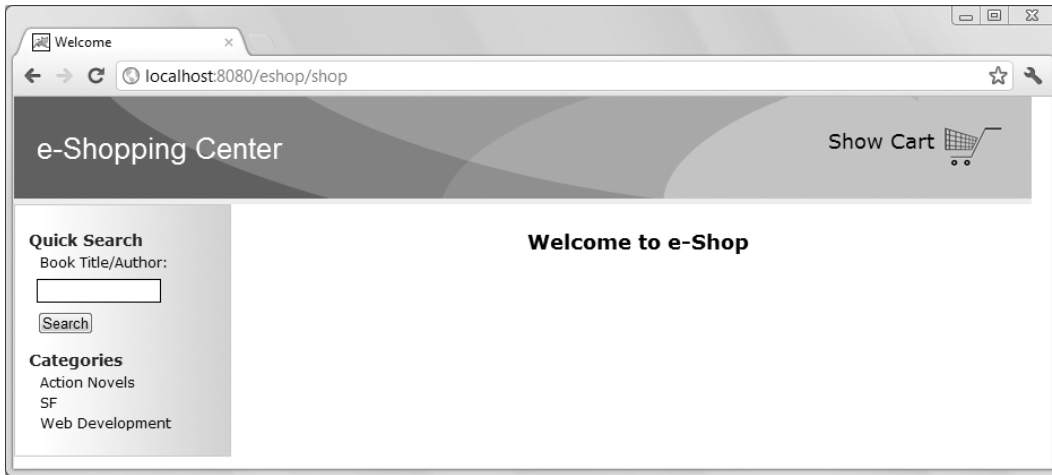 Welcome
localhost:8080/eshop/shop
e-Shopping Center
Show Cart
Quick Search
Book Title/Author:
Search
Categories
Action Novels
SF
Web Development
Welcome to e-Shop